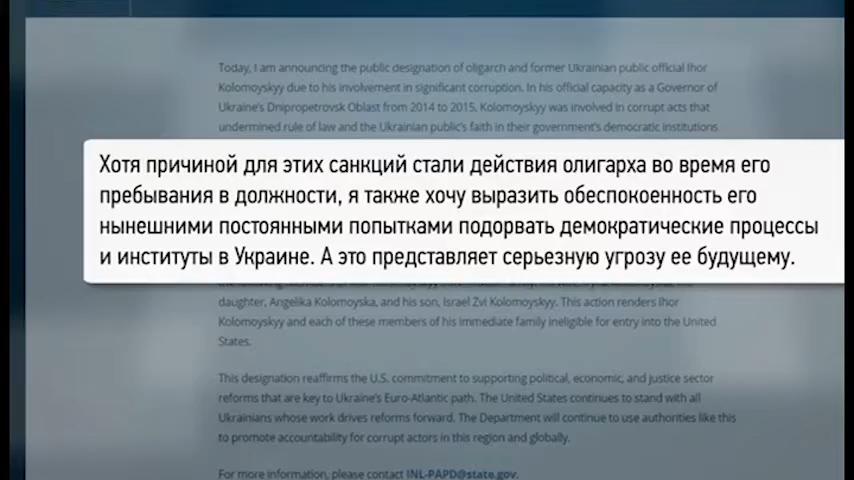 Today, I am announcing the public designation of oligarch and former Ukrainian public official Ihor
Kolomoyskyy due to his involvement in significant corruption. In his official capacity as a Governor of
Ukraine's Dnipropetrovsk Oblast from 2014 to 2015, Kolomoyskyy was involved in corrupt acts that
undermined rule of law and the Ukrainian public's faith in their government's democratic institutions
Хотя причиной для этих санкций стали действия олигарха во время его
пребывания в должности, я также хочу выразить обеспокоенность его
нынешними постоянными попытками подорвать демократические процессы
и институты в Украине. А это представляет серьезную угрозу ее будущему.
daughter, Angelika Kolomoyska, and his son, Israel Zvi Kolomoyskyy. This action renders Ihor
Kolomoyskyy and each of these members of his immediate family ineligible for entry into the United
States.
This designation reaffirms the U.S. commitment to supporting political, economic, and justice sector
reforms that are key to Ukraine's Euro-Atlantic path. The United States continues to stand with all
Ukrainians whose work drives reforms forward. The Department will continue to use authorities like this
to promote accountability for corrupt actors in this region and globally.
For more information, please contact INL-PAPD@state.gov.